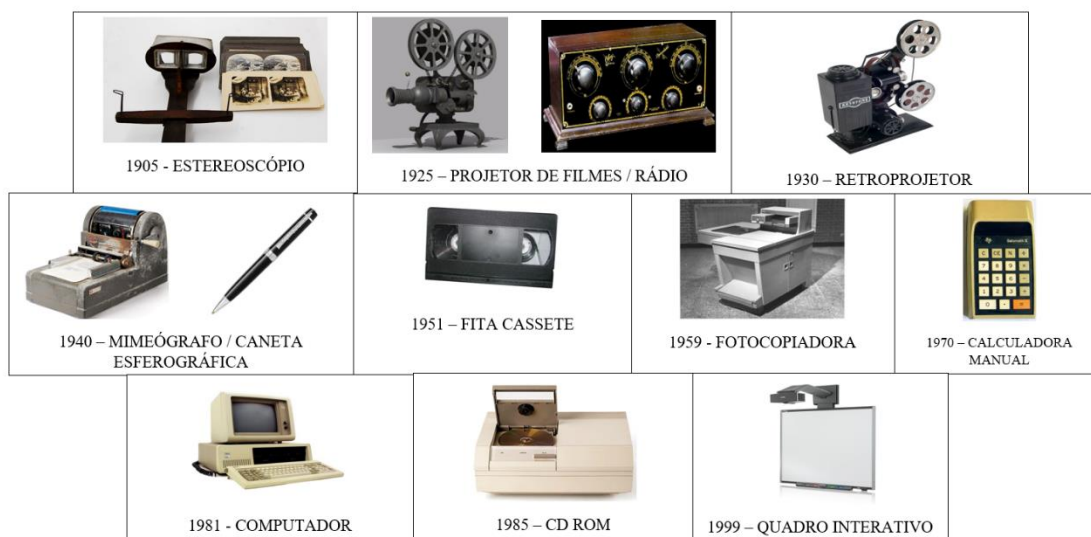 1905 - ESTEREOSCÓPIO
1925 – PROJETOR DE FILMES / RÁDIO
1930 – RETROPROJETOR
1940 – MIMEÓGRAFO / CANETA
ESFEROGRÁFICA
1951 – FITA CASSETE
1959 - FOTOCOPIADORA
1970 – CALCULADORA
MANUAL
1981 - COMPUTADOR
1985 – CD ROM
1999 – QUADRO INTERATIVO